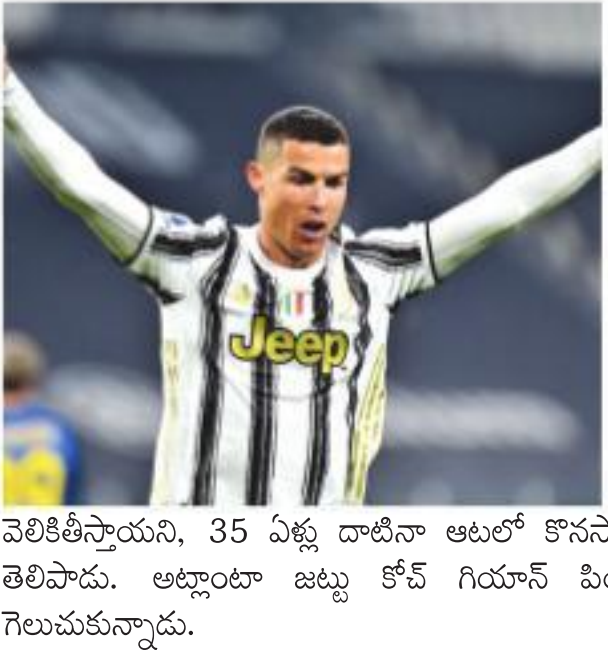 Jeep
వెలికితీస్తాయని, 35 ఏళ్లు దాటినా ఆటలో
తెలిపాడు. అట్లాంటా జట్టు కోచ్ గియాన్
గెలుచుకున్నాడు.